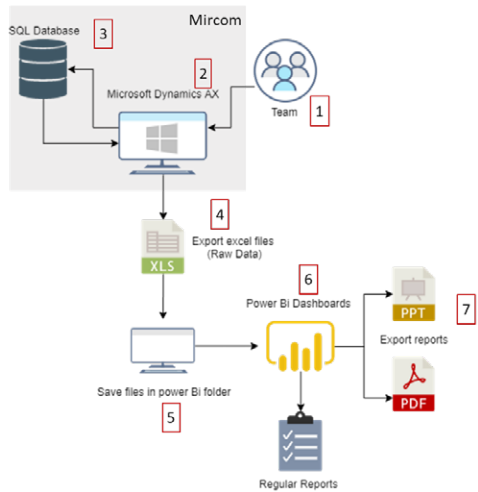 Mircom
SQL Database
3
2
Microsoft Dynamics AX
Team
1
4
Export excel files
(Raw Data)
XLS
6
Power Bi Dashboards
PPT
7
Export reports
Save files in power Bi folder
5
PDF
Regular Reports